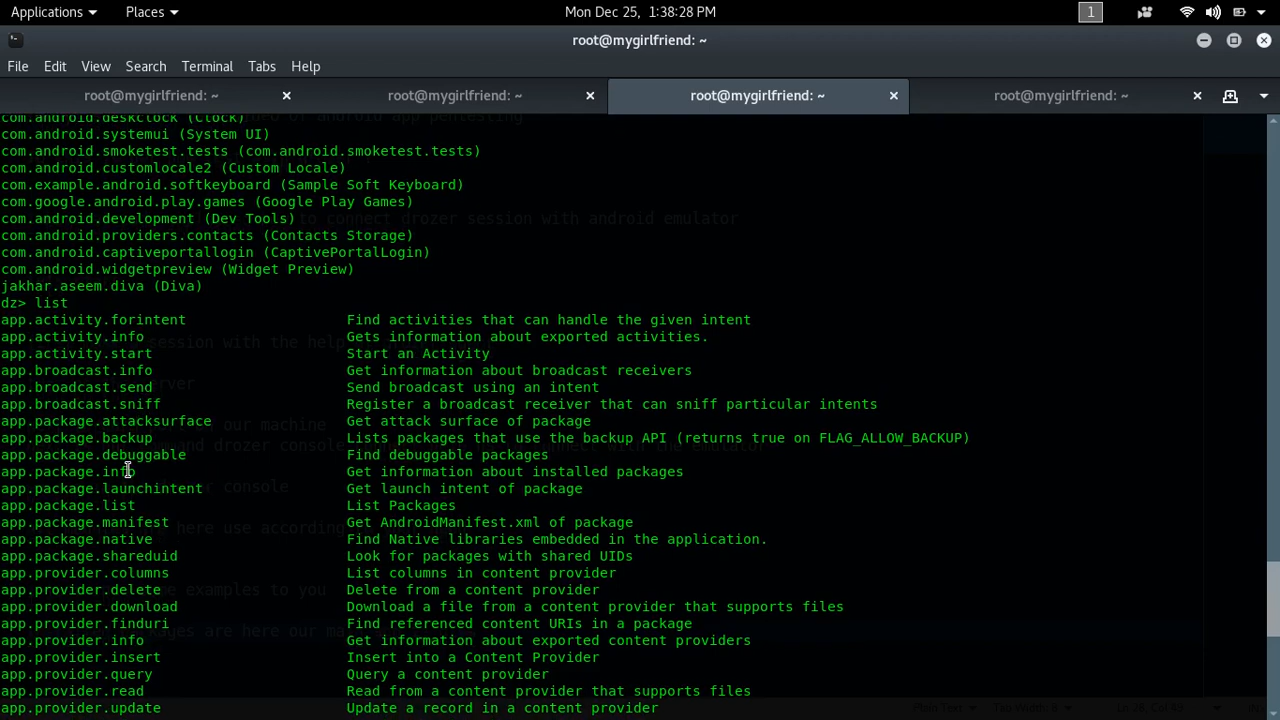 Applications Places Mon Dec 25, 1:38:28 PM 1
root@mygirlfriend: ~
File Edit View Search Terminal Tabs Help
root@mygirlfriend: ~ root@mygirlfriend: ~ root@mygirlfriend: ~ root@mygirlfriend: ~
com.android.deskclock (Clock)
com.android.systemui (System UI)
com.android.smoketest.tests (com.android.smoketest.tests)
com.android.customlocale2 (Custom Locale)
com.example.android.softkeyboard (Sample Soft Keyboard)
com.google.android.play.games (Google Play Games)
com.android.development (Dev Tools) to connect drozer session with android emulator
com.android.providers.contacts (Contacts Storage)
com.android.captiveportallogin (CaptivePortalLogin)
com.android.widgetpreview (Widget Preview)
jakhar.aseem.diva (Diva)
dz> list
app.activity.forintent Find activities that can handle the given intent
app.activity.info Gets information about exported activities.
app.activity.start Start an Activity
app.broadcast.info Get information about broadcast receivers
app.broadcast.send Send broadcast using an intent
app.broadcast.sniff Register a broadcast receiver that can sniff particular intents
app.package.attacksurface Get attack surface of package
app.package.backup Lists packages that use the backup API (returns true on FLAG_ALLOW_BACKUP)
app.package.debuggable Find debuggable packages
app.package.info Get information about installed packages
app.package.launchintent Get launch intent of package
app.package.list List Packages
app.package.manifest Get AndroidManifest.xml of package
app.package.native Find Native libraries embedded in the application.
app.package.shareduid Look for packages with shared UIDs
app.provider.columns List columns in content provider
app.provider.delete Delete from a content provider
app.provider.download Download a file from a content provider that supports files
app.provider.finduri Find referenced content URIs in a package
app.provider.info Get information about exported content providers
app.provider.insert Insert into a Content Provider
app.provider.query Query a content provider
app.provider.read Read from a content provider that supports files
app.provider.update Update a record in a content provider